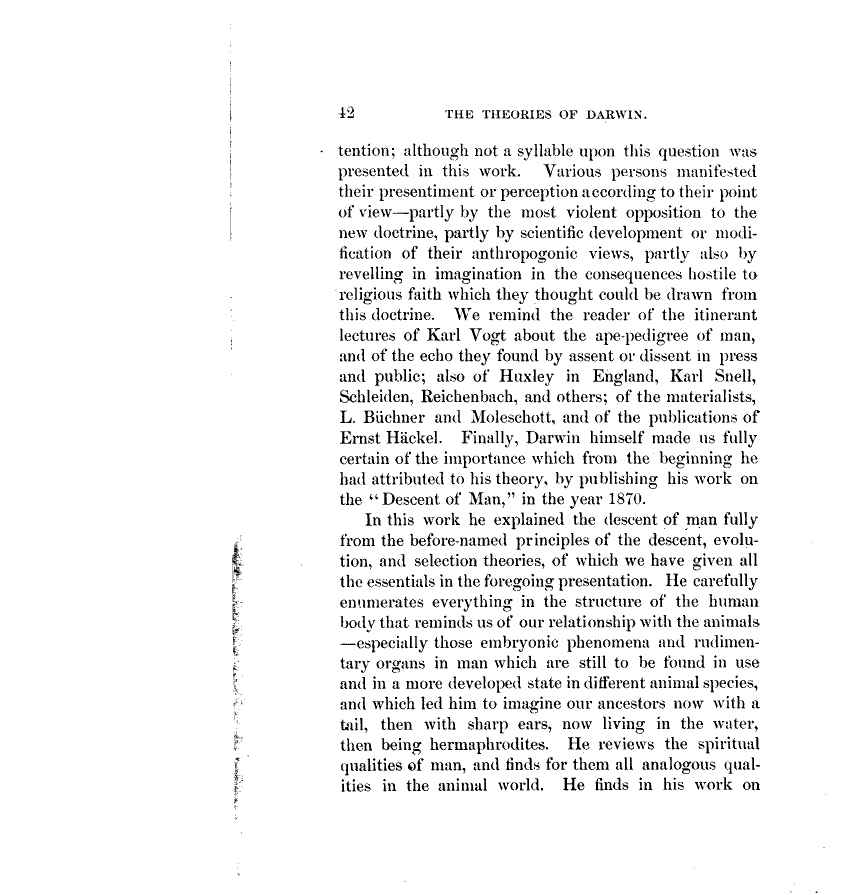 42 THE THEORIES OF DARWIN.
tention; although not a syllable upon this question was
presented in this work. Various persons manifested
their presentiment or perception according to their point
of view—partly by the most violent opposition to the
new doctrine, partly by scientific development or modi-
fication of their anthropogonic views, partly also by
revelling in imagination in the consequences hostile to
religious faith which they thought could be drawn from
this doctrine. We remind the reader of the itinerant
lectures of Karl Vogt about the ape-pedigree of man,
and of the echo they found by assent or dissent in press
and public; also of Huxley in England, Karl Snell,
Schleiden, Reichenbach, and others; of the materialists,
L. Büchner and Moleschott, and of the publications of
Ernst Häckel. Finally, Darwin himself made us fully
certain of the importance which from the beginning he
had attributed to his theory, by publishing his work on
the “Descent of Man,” in the year 1870.
In this work he explained the descent of man fully
from the before-named principles of the descent, evolu-
tion, and selection theories, of which we have given all
the essentials in the foregoing presentation. He carefully
enumerates everything in the structure of the human
body that reminds us of our relationship with the animals
—especially those embryonic phenomena and rudimen-
tary organs in man which are still to be found in use
and in a more developed state in different animal species,
and which led him to imagine our ancestors now with a
tail, then with sharp ears, now living in the water,
then being hermaphrodites. He reviews the spiritual
qualities of man, and finds for them all analogous qual-
ities in the animal world. He finds in his work on